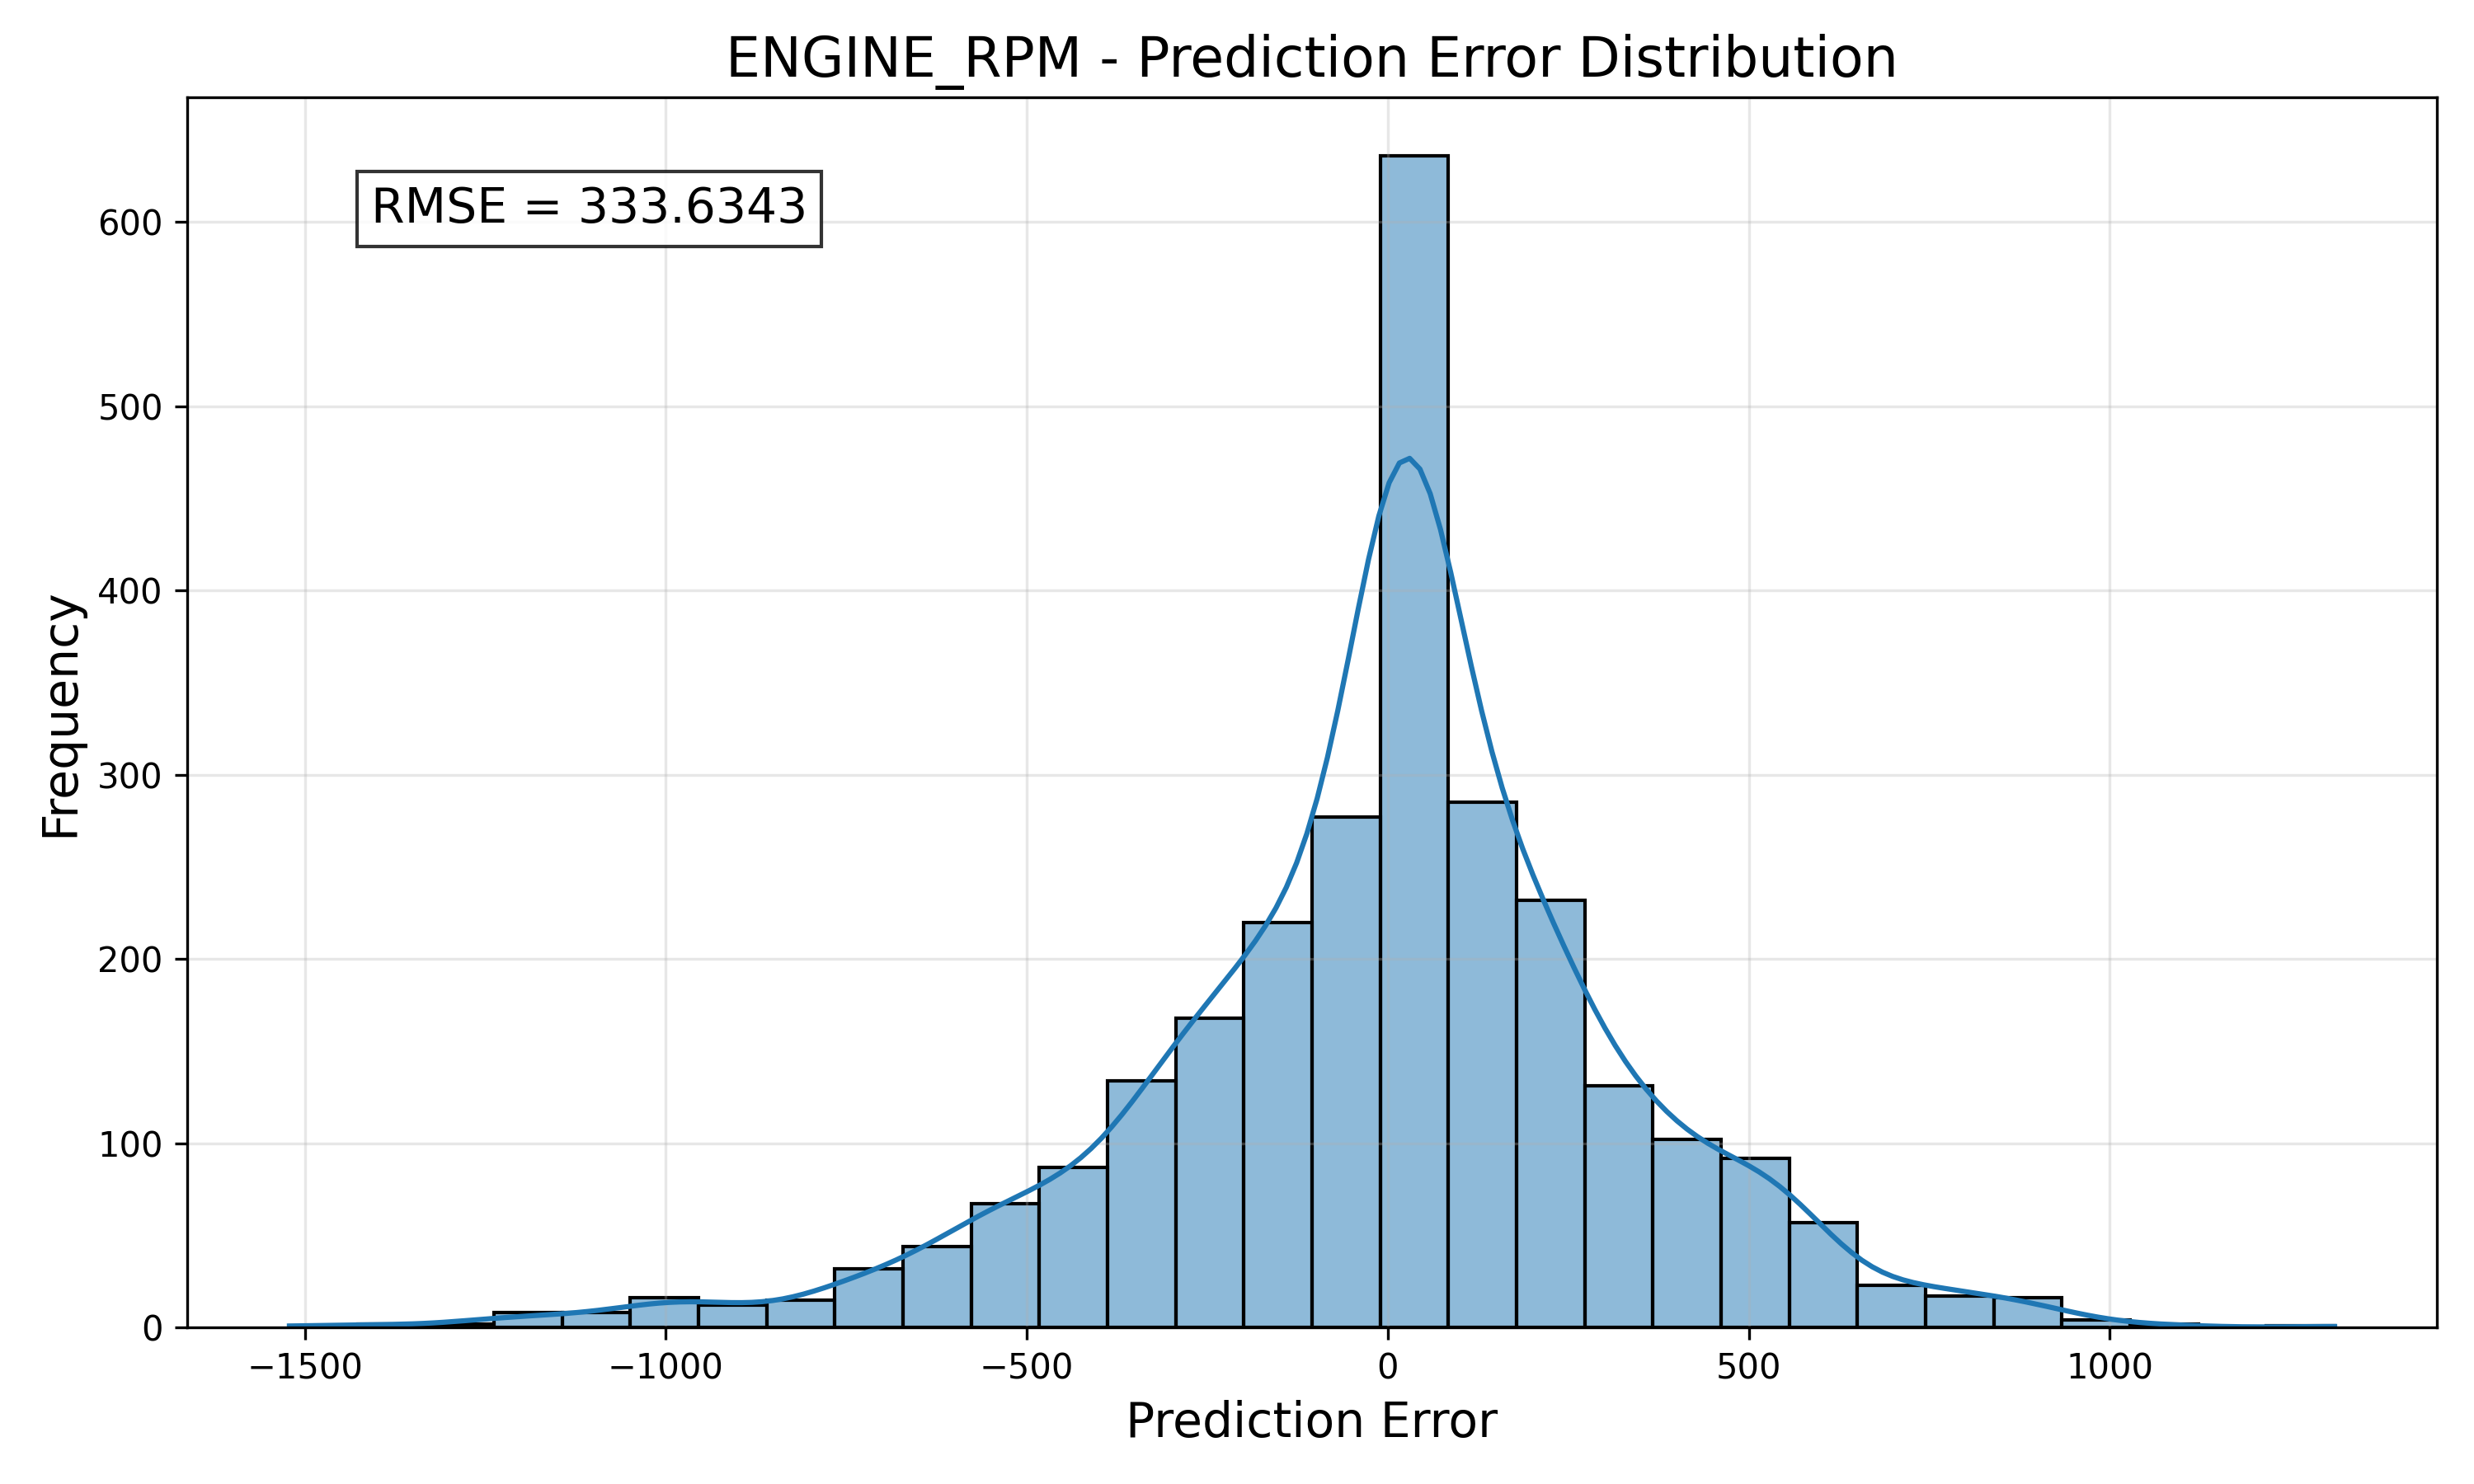 ENGINE_RPM - Prediction Error Distribution
RMSE = 333.6343
Frequency
600
500
400
300
200
100
0
−1500 −1000 −500 0 500 1000
Prediction Error